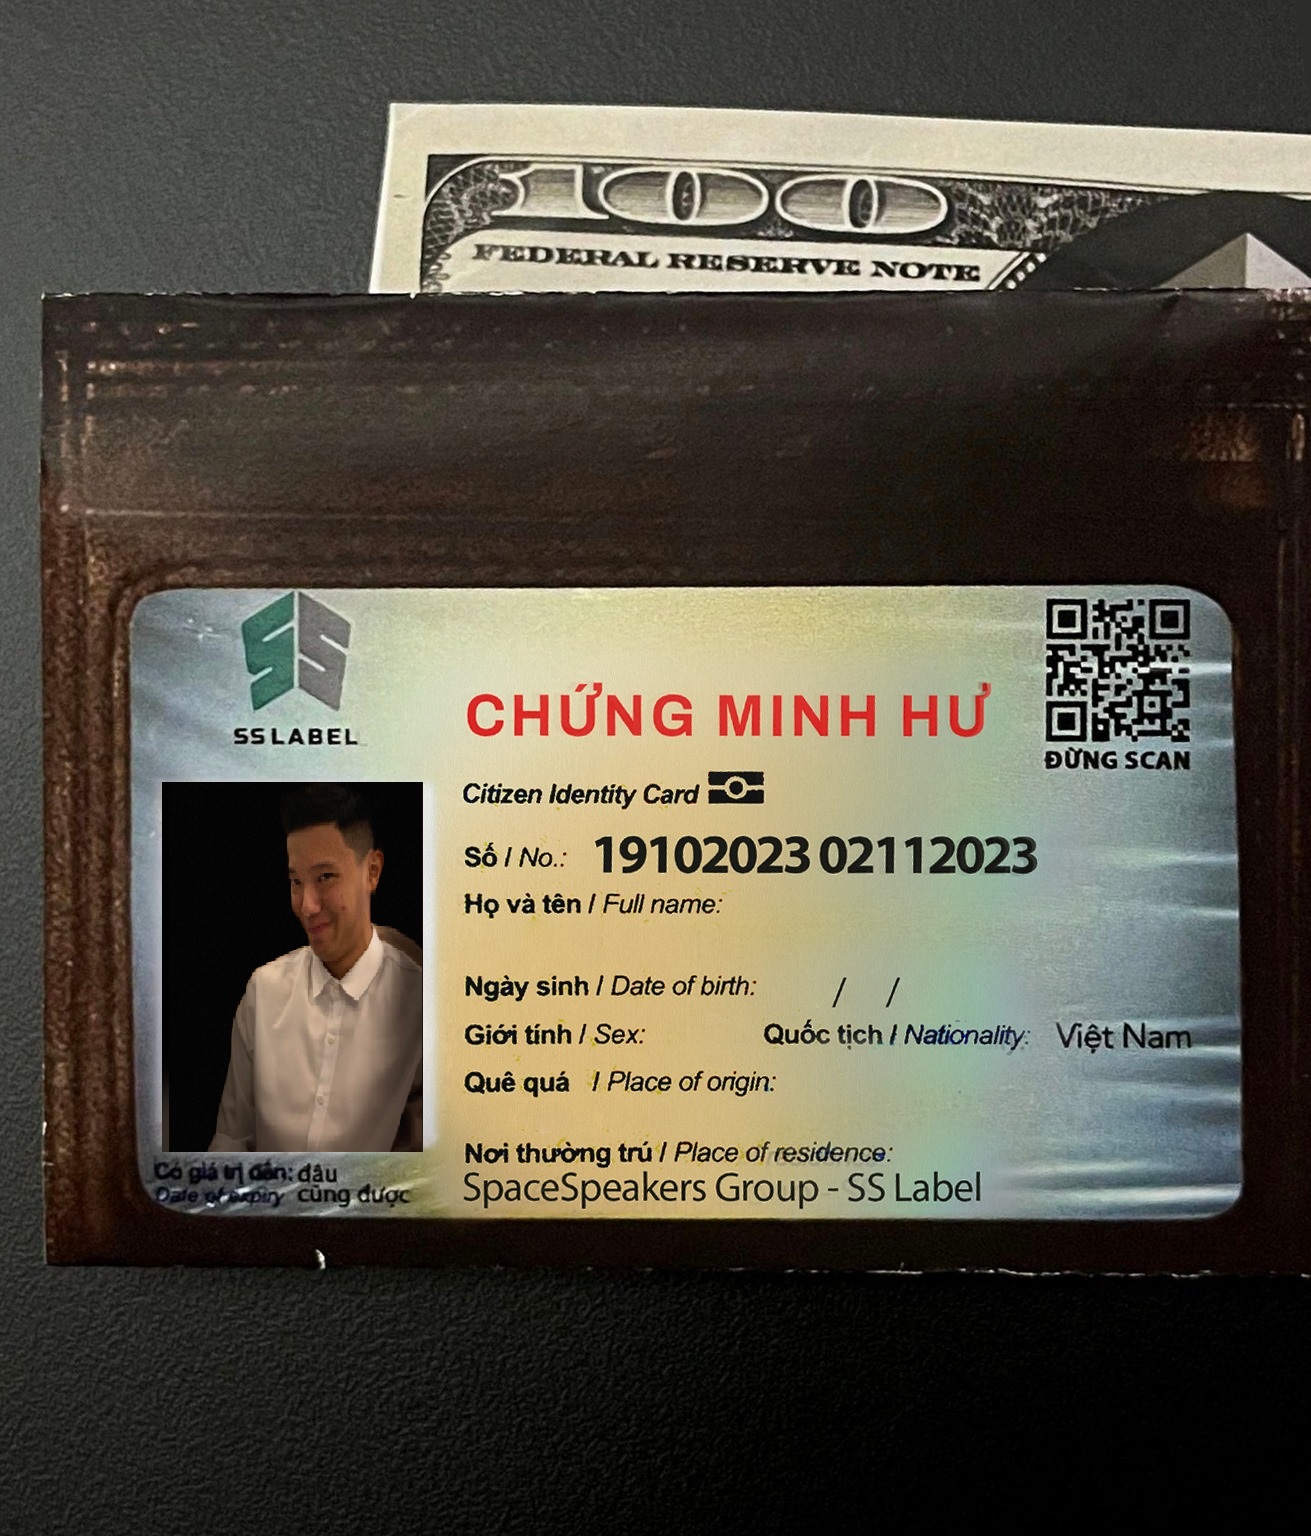 100
FEDERAL RESERVE NOTE
SS
SS LABEL
CHỨNG MINH HƯ
ĐỪNG SCAN
Citizen Identity Card
Số / No.: 19102023 02112023
Họ và tên / Full name:
Ngày sinh / Date of birth: / /
Giới tính / Sex: Quốc tịch / Nationality: Việt Nam
Quê quá / Place of origin:
Nơi thường trú / Place of residence:
SpaceSpeakers Group - SS Label
Có giá trị đến: đâu
Date of expiry cũng được